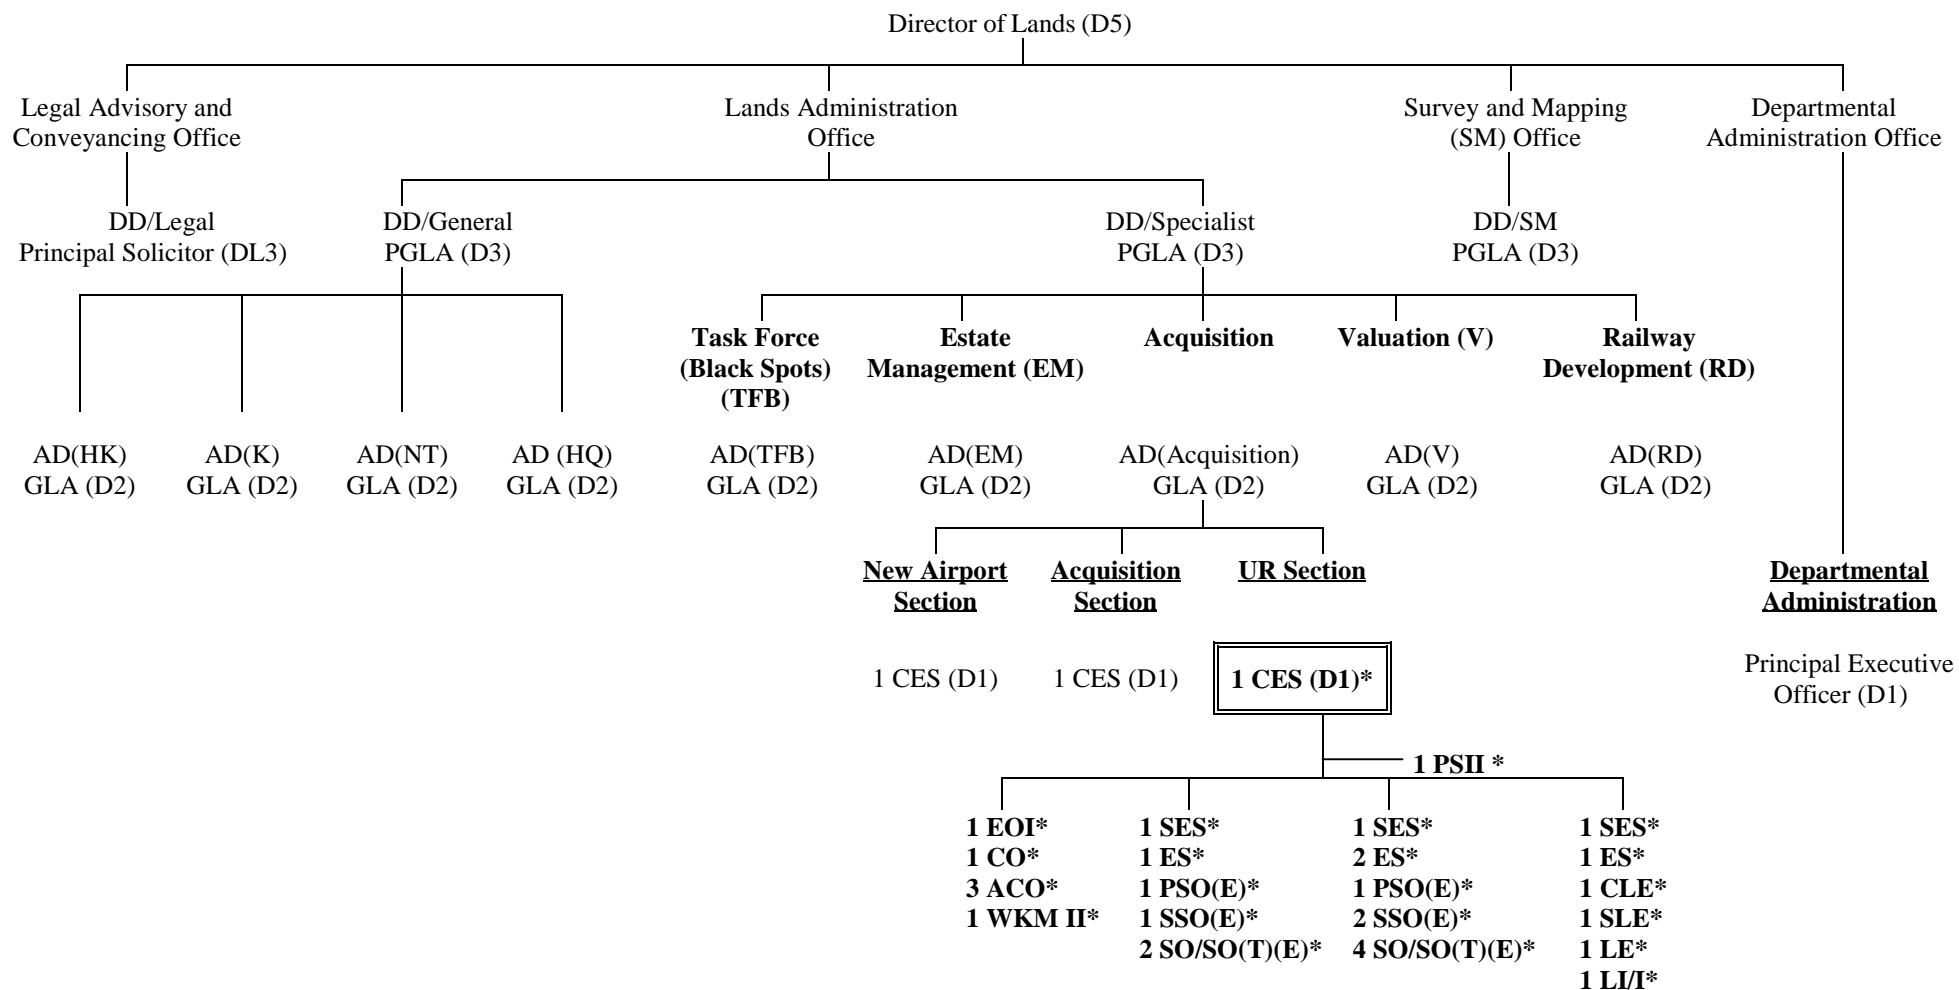 Director of Lands (D5)
Legal Advisory and
Conveyancing Office
Lands Administration
Office
Survey and Mapping
(SM) Office
Departmental
Administration Office
DD/Legal
Principal Solicitor (DL3)
DD/General
PGLA (D3)
DD/Specialist
PGLA (D3)
DD/SM
PGLA (D3)
Task Force
(Black Spots)
(TFB)
Estate
Management (EM)
Acquisition
Valuation (V)
Railway
Development (RD)
AD(HK)
GLA (D2)
AD(K)
GLA (D2)
AD(NT)
GLA (D2)
AD (HQ)
GLA (D2)
AD(TFB)
GLA (D2)
AD(EM)
GLA (D2)
AD(Acquisition)
GLA (D2)
AD(V)
GLA (D2)
AD(RD)
GLA (D2)
New Airport
Section
Acquisition
Section
UR Section
Departmental
Administration
1 CES (D1)
1 CES (D1)
1 CES (D1)*
Principal Executive
Officer (D1)
1 PSII *
1 EOI*
1 CO*
3 ACO*
1 WKM II*
1 SES*
1 ES*
1 PSO(E)*
1 SSO(E)*
2 SO/SO(T)(E)*
1 SES*
2 ES*
1 PSO(E)*
2 SSO(E)*
4 SO/SO(T)(E)*
1 SES*
1 ES*
1 CLE*
1 SLE*
1 LE*
1 LI/I*